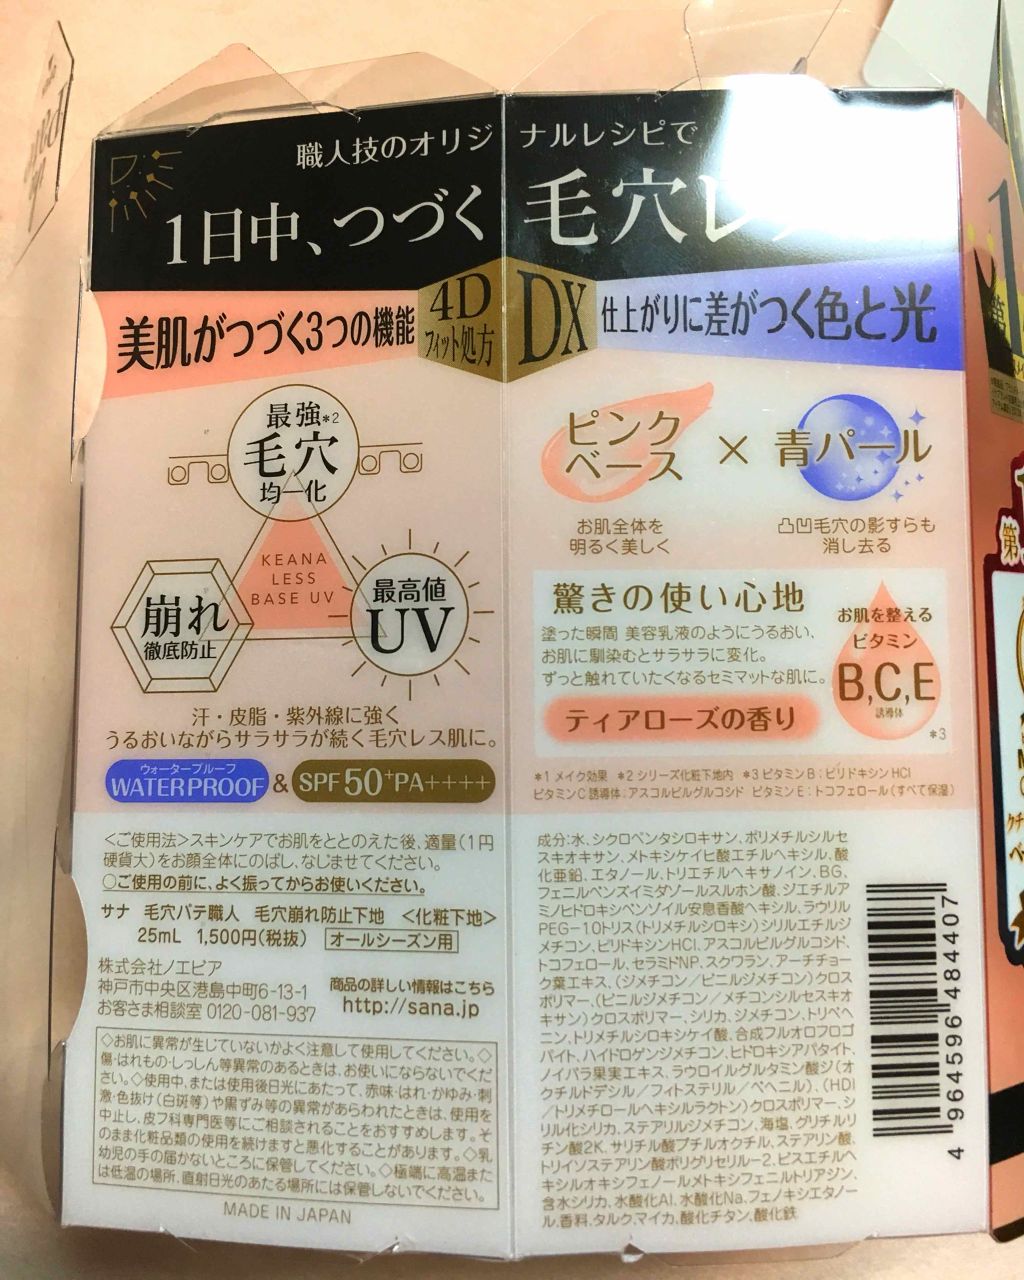 職人技のオリジナルレシピで
1日中、つづく 毛穴レ
美肌がつづく3つの機能
4D
フィット処方
DX
仕上がりに差がつく色と光
最強*2
毛穴
均一化
KEANA
LESS
BASE UV
崩れ
徹底防止
最高値
UV
汗・皮脂・紫外線に強く
うるおいながらサラサラが続く毛穴レス肌に。
ウォータープルーフ
WATERPROOF & SPF50+PA++++
ピンク
ベース
×
青パール
お肌全体を
明るく美しく
凸凹毛穴の影すらも
消し去る
驚きの使い心地
塗った瞬間 美容乳液のようにうるおい、
お肌に馴染むとサラサラに変化。
ずっと触れていたくなるセミマットな肌に。
ティアローズの香り
お肌を整える
ビタミン
B,C,E
誘導体
*3
*1 メイク効果 *2 シリーズ化粧下地内 *3 ビタミンB:ピリドキシンHCl
ビタミンC誘導体:アスコルビルグルコシド ビタミンE:トコフェロール(すべて保湿)
<ご使用法>スキンケアでお肌をととのえた後、適量(1円
硬貨大)をお顔全体にのばし、なじませてください。
○ご使用の前に、よく振ってからお使いください。
サナ 毛穴パテ職人 毛穴崩れ防止下地 <化粧下地>
25mL 1,500円(税抜) オールシーズン用
株式会社ノエビア
神戸市中央区港島中町6-13-1
お客さま相談室 0120-081-937
商品の詳しい情報はこちら
http://sana.jp
◇お肌に異常が生じていないかよく注意して使用してください。◇
傷・はれもの・しっしん等異常のあるときは、お使いにならないでくだ
さい。◇使用中、または使用後日光にあたって、赤味・はれ・かゆみ・刺
激・色抜け(白斑等)や黒ずみ等の異常があらわれたときは、使用を
中止し、皮フ科専門医等にご相談されることをおすすめします。そ
のまま化粧品類の使用を続けますと悪化することがあります。◇乳
幼児の手の届かないところに保管してください。◇極端に高温また
は低温の場所、直射日光のあたる場所には保管しないでください。
MADE IN JAPAN
成分:水、シクロペンタシロキサン、ポリメチルシルセ
スキオキサン、メトキシケイヒ酸エチルヘキシル、酸
化亜鉛、エタノール、トリエチルヘキサノイン、BG、
フェニルベンズイミダゾールスルホン酸、ジエチルア
ミノヒドロキシベンゾイル安息香酸ヘキシル、ラウリル
PEG-10トリス(トリメチルシロキシ)シリルエチルジ
メチコン、ピリドキシンHCl、アスコルビルグルコシド、
トコフェロール、セラミドNP、スクワラン、アーチチョー
ク葉エキス、(ジメチコン/ビニルジメチコン)クロス
ポリマー、(ビニルジメチコン/メチコンシルセスキオ
キサン)クロスポリマー、シリカ、ジメチコン、トリベヘ
ニン、トリメチルシロキシケイ酸、合成フルオロフロゴ
パイト、ハイドロゲンジメチコン、ヒドロキシアパタイト、
ノイバラ果実エキス、ラウロイルグルタミン酸ジ(オ
クチルドデシル/フィトステリル/ベヘニル)、(HDI
/トリメチロールヘキシルラクトン)クロスポリマー、シ
リル化シリカ、ステアリルジメチコン、海塩、グリチルリ
チン酸2K、サリチル酸ブチルオクチル、ステアリン酸、
トリイソステアリン酸ポリグリセリル-2、ビスエチルヘ
キシルオキシフェノールメトキシフェニルトリアジン、
含水シリカ、水酸化Al、水酸化Na、フェノキシエタノー
ル、香料、タルク、マイカ、酸化チタン、酸化鉄
4 964596 484407
第